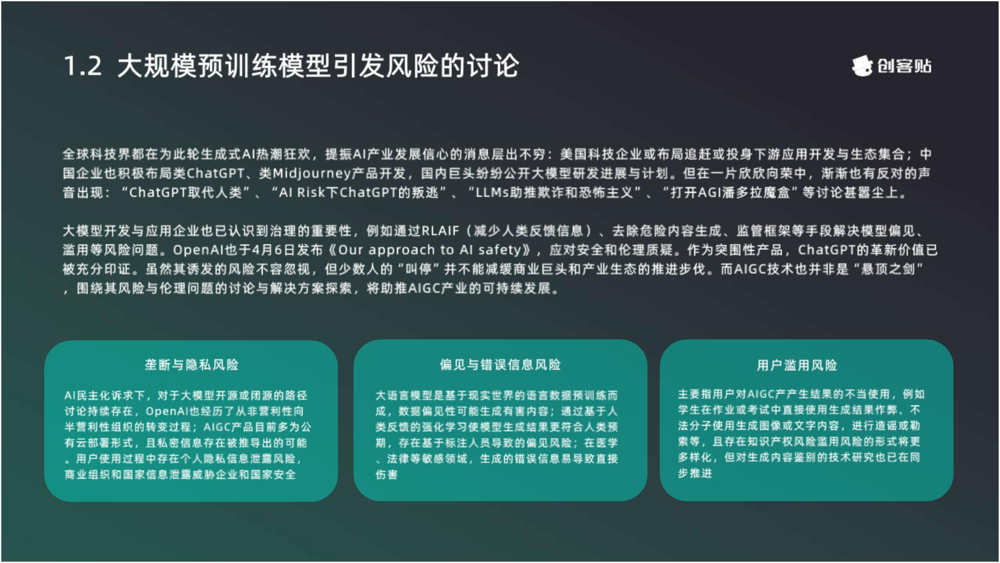 1.2 大规模预训练模型引发风险的讨论
创客贴
全球科技界都在为此轮生成式AI热潮狂欢，提振AI产业发展信心的消息层出不穷：美国科技企业或布局追赶或投身下游应用开发与生态集合；中
国企业也积极布局类ChatGPT、类Midjourney产品开发，国内巨头纷纷公开大模型研发进展与计划。但在一片欣欣向荣中，渐渐也有反对的声
音出现：“ChatGPT取代人类”、“AI Risk下ChatGPT的叛逃”、“LLMs助推欺诈和恐怖主义”、“打开AGI潘多拉魔盒”等讨论甚嚣尘上。
大模型开发与应用企业也已认识到治理的重要性，例如通过RLAIF（减少人类反馈信息）、去除危险内容生成、监管框架等手段解决模型偏见、
滥用等风险问题。OpenAI也于4月6日发布《Our approach to AI safety》，应对安全和伦理质疑。作为突围性产品，ChatGPT的革新价值已
被充分印证。虽然其诱发的风险不容忽视，但少数人的“叫停”并不能减缓商业巨头和产业生态的推进步伐。而AIGC技术也并非是“悬顶之剑”
，围绕其风险与伦理问题的讨论与解决方案探索，将助推AIGC产业的可持续发展。
垄断与隐私风险
AI民主化诉求下，对于大模型开源或闭源的路径
讨论持续存在，OpenAI也经历了从非营利性向
半营利性组织的转变过程；AIGC产品目前多为公
有云部署形式，且私密信息存在被推导出的可能
。用户使用过程中存在个人隐私信息泄露风险，
商业组织和国家信息泄露威胁企业和国家安全
偏见与错误信息风险
大语言模型是基于现实世界的语言数据预训练而
成，数据偏见性可能生成有害内容；通过基于人
类反馈的强化学习使模型生成结果更符合人类预
期，存在基于标注人员导致的偏见风险；在医学
、法律等敏感领域，生成的错误信息易导致直接
伤害
用户滥用风险
主要指用户对AIGC产产生结果的不当使用，例如
学生在作业或考试中直接使用生成结果作弊、不
法分子使用生成图像或文字内容，进行造谣或勒
索等，且存在知识产权风险滥用风险的形式将更
多样化，但对生成内容鉴别的技术研究也已在同
步推进